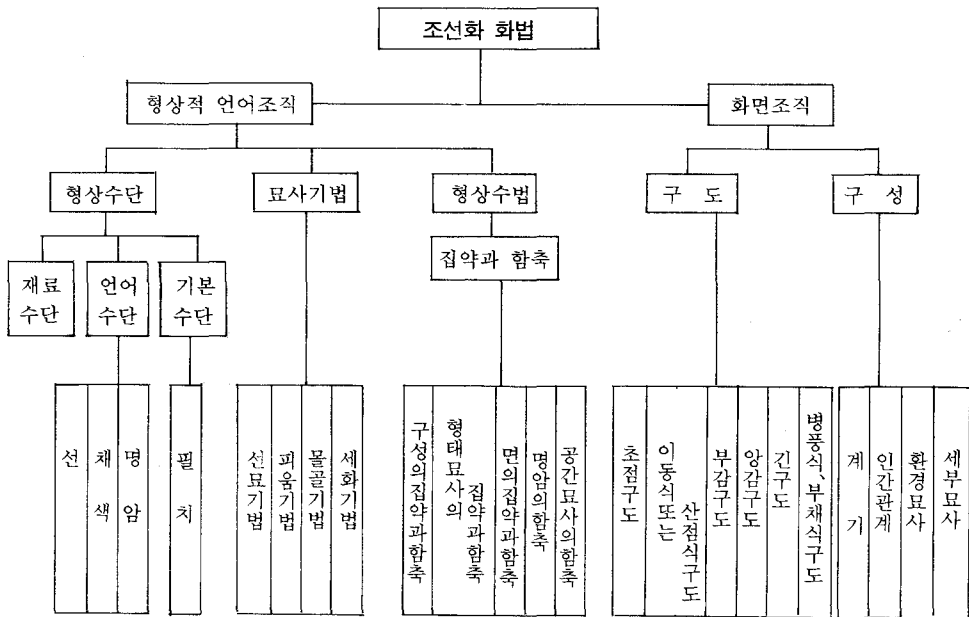 조선화 화법
형상적 언어조직
화면조직
형상수단
묘사기법
형상수법
구 도
구 성
집약과 함축
재료
수단
언어
수단
기본
수단
선
채색
명암
필치
선묘기법
피움기법
몰골기법
세화기법
구성의집약과함축
형태묘사의
집약과함축
면의집약과함축
명암의함축
공간묘사의함축
초점구도
이동식또는
산점식구도
부감구도
앙감구도
긴구도
병풍식、부채식구도
계기
인간관계
환경묘사
세부묘사